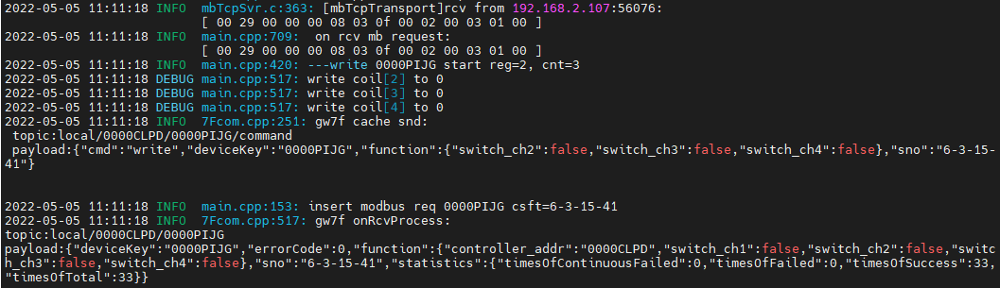 2022-05-05 11:11:18 INFO  mbTcpSvr.c:363: [mbTcpTransport]rcv from 192.168.2.107:56076:
[ 00 29 00 00 00 08 03 0f 00 02 00 03 01 00 ]
2022-05-05 11:11:18 INFO  main.cpp:709:  on rcv mb request:
[ 00 29 00 00 00 08 03 0f 00 02 00 03 01 00 ]
2022-05-05 11:11:18 INFO  main.cpp:420: ---write 0000PIJG start reg=2, cnt=3
2022-05-05 11:11:18 DEBUG main.cpp:517: write coil[2] to 0
2022-05-05 11:11:18 DEBUG main.cpp:517: write coil[3] to 0
2022-05-05 11:11:18 DEBUG main.cpp:517: write coil[4] to 0
2022-05-05 11:11:18 INFO  7Fcom.cpp:251: gw7f cache snd:
topic:local/0000CLPD/0000PIJG/command
payload:{"cmd":"write","deviceKey":"0000PIJG","function":{"switch_ch2":false,"switch_ch3":false,"switch_ch4":false},"sno":"6-3-15-
41"}
2022-05-05 11:11:18 INFO  main.cpp:153: insert modbus req 0000PIJG csft=6-3-15-41
2022-05-05 11:11:18 INFO  7Fcom.cpp:517: gw7f onRcvProcess:
topic:local/0000CLPD/0000PIJG
payload:{"deviceKey":"0000PIJG","errorCode":0,"function":{"controller_addr":"0000CLPD","switch_ch1":false,"switch_ch2":false,"switc
h_ch3":false,"switch_ch4":false},"sno":"6-3-15-41","statistics":{"timesOfContinuousFailed":0,"timesOfFailed":0,"timesOfSuccess":33,
"timesOfTotal":33}}